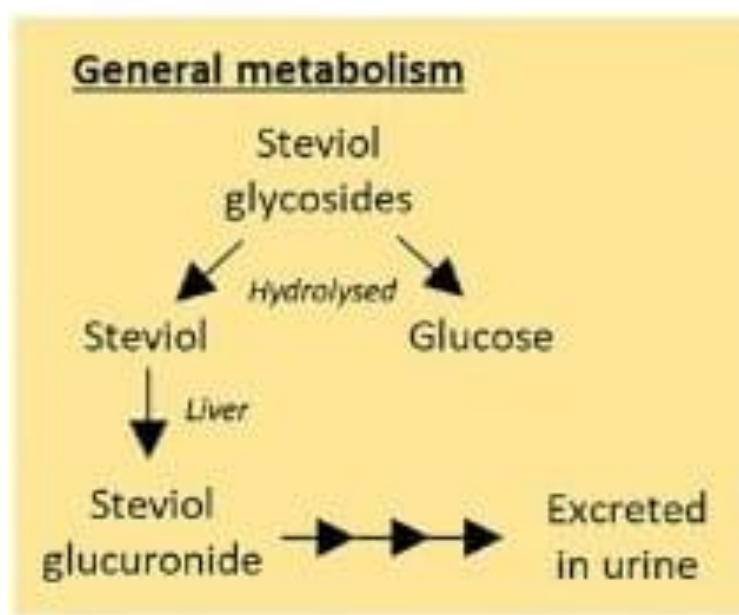 General metabolism
Steviol
glycosides
Hydrolysed
Steviol
Glucose
Liver
Steviol
glucuronide
Excreted
in urine